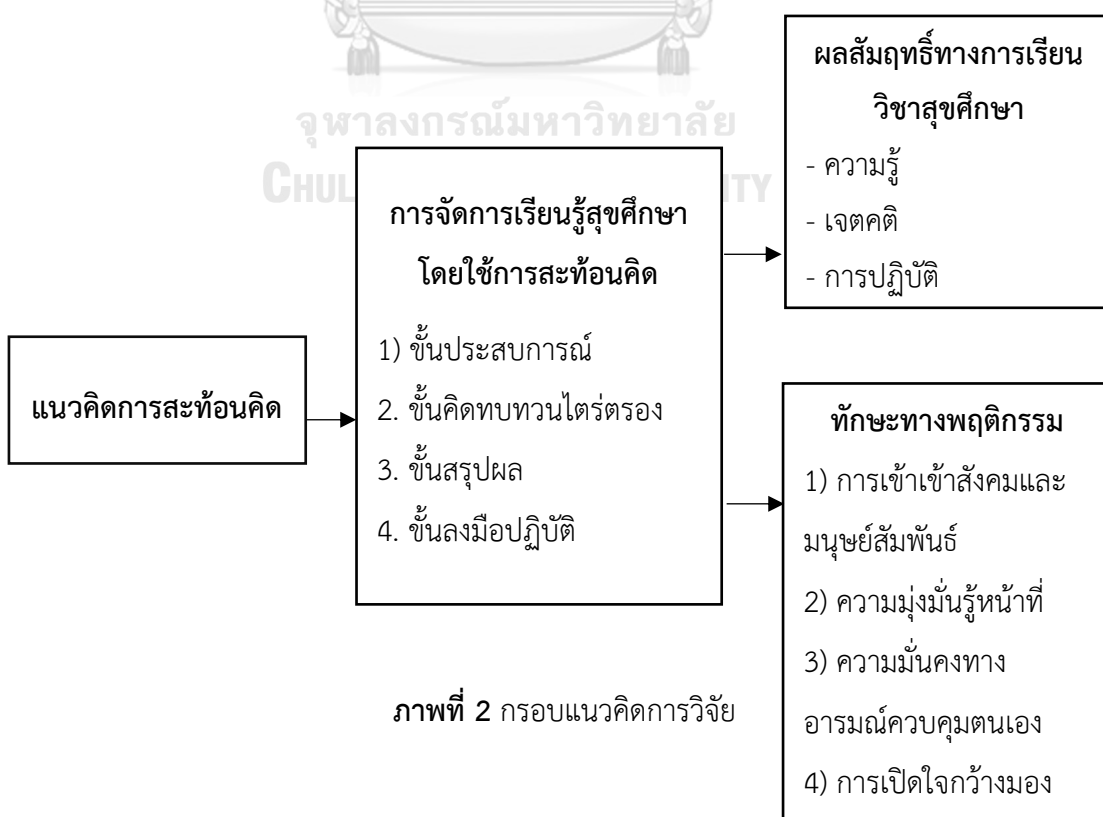 จุฬาลงกรณ์มหาวิทยาลัย
CHUL
ITY
แนวคิดการสะท้อนคิด
การจัดการเรียนรู้สุขศึกษา
โดยใช้การสะท้อนคิด
1) ขั้นประสบการณ์
2. ขั้นคิดทบทวนไตร่ตรอง
3. ขั้นสรุปผล
4. ขั้นลงมือปฏิบัติ
ผลสัมฤทธิ์ทางการเรียน
วิชาสุขศึกษา
- ความรู้
- เจตคติ
- การปฏิบัติ
ทักษะทางพฤติกรรม
1) การเข้าเข้าสังคมและ
มนุษย์สัมพันธ์
2) ความมุ่งมั่นรู้หน้าที่
3) ความมั่นคงทาง
อารมณ์ควบคุมตนเอง
4) การเปิดใจกว้างมอง
ภาพที่ 2 กรอบแนวคิดการวิจัย